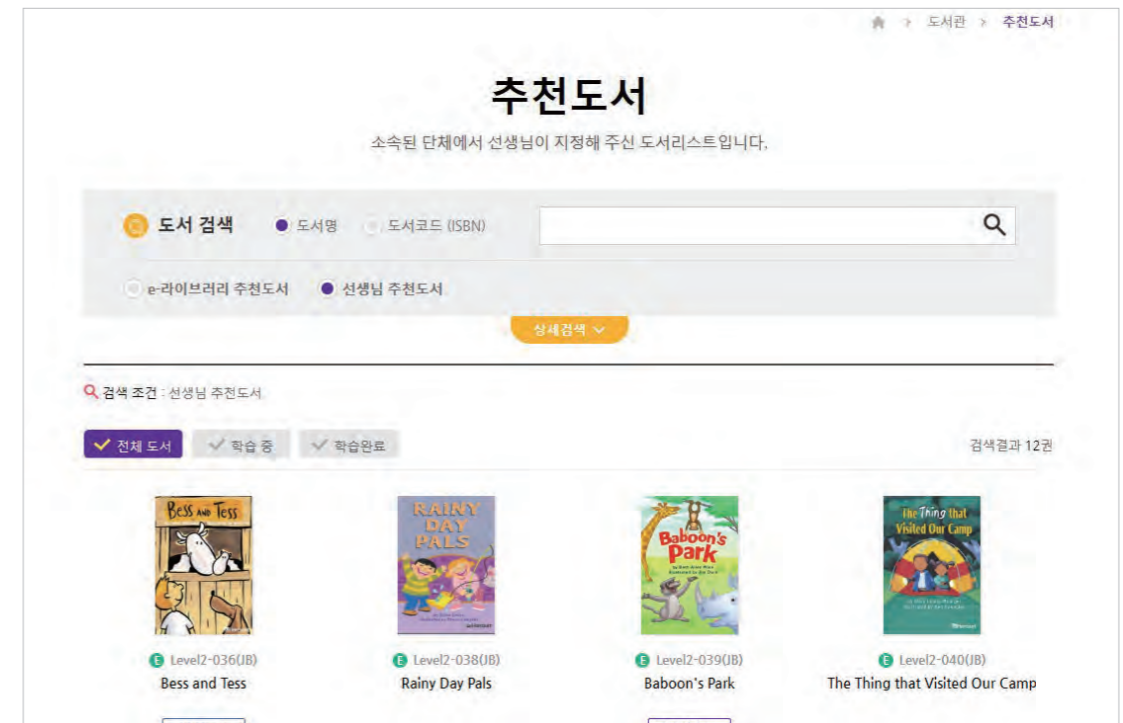 > 도서관 > 추천도서
추천도서
소속된 단체에서 선생님이 지정해 주신 도서리스트입니다.
도서 검색 도서명 도서코드 (ISBN)
e-라이브러리 추천도서 선생님 추천도서
상세검색
검색 조건 : 선생님 추천도서
전체 도서 학습 중 학습완료 검색결과 12권
Bess AND Tess
RAINY
DAY
PALS
Baboon's
Park
The Thing that
Visited Our Camp
E Level2-036(JB) E Level2-038(JB) E Level2-039(JB) E Level2-040(JB)
Bess and Tess Rainy Day Pals Baboon's Park The Thing that Visited Our Camp